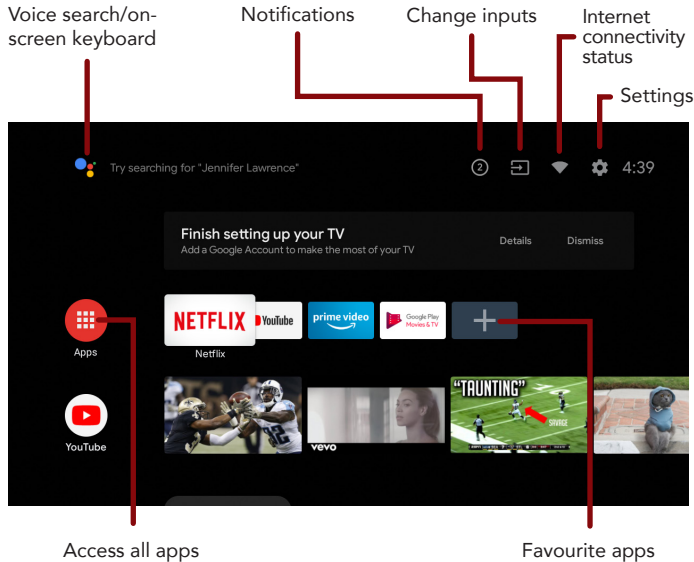 Voice search/on-
screen keyboard
Notifications
Change inputs
Internet
connectivity
status
Settings
Try searching for "Jennifer Lawrence"
2
4:39
Finish setting up your TV
Add a Google Account to make the most of your TV
Details
Dismiss
NETFLIX
YouTube
prime video
Google Play
Movies & TV
Apps
Netflix
32
vevo
"TAUNTING"
SAVAGE
YouTube
Access all apps
Favourite apps